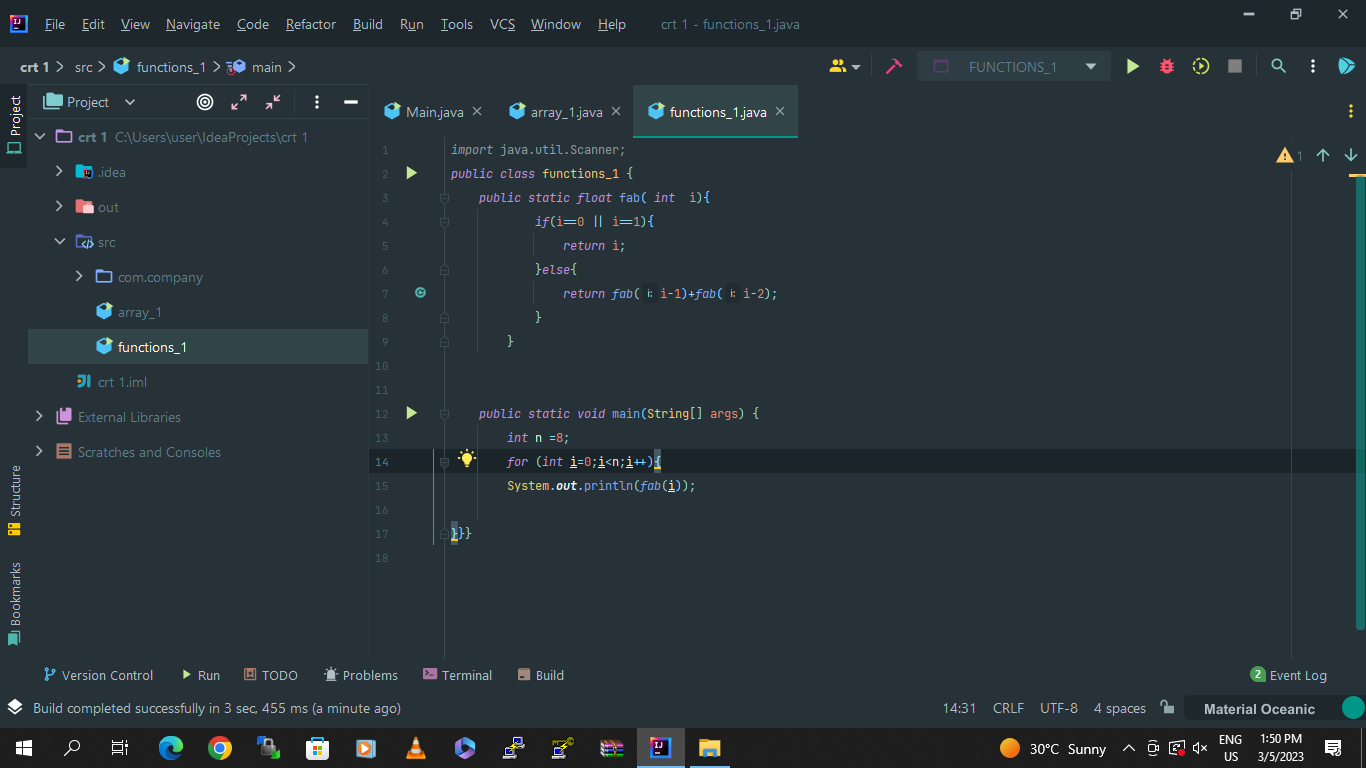 File Edit View Navigate Code Refactor Build Run Tools VCS Window Help crt 1 - functions_1.java
crt 1 src functions_1 main FUNCTIONS_1
Project
Project
Main.java array_1.java functions_1.java
crt 1 C:\Users\user\IdeaProjects\crt 1
.idea
out
src
com.company
array_1
functions_1
crt 1.iml
External Libraries
Scratches and Consoles
Structure
Bookmarks
1 import java.util.Scanner;
2 public class functions_1 {
3 public static float fab( int i){
4 if(i==0 || i==1){
5 return i;
6 }else{
7 return fab( i: i-1)+fab( i: i-2);
8 }
9 }
10
11
12 public static void main(String[] args) {
13 int n =8;
14 for (int i=0;i<n;i++){
15 System.out.println(fab(i));
16
17 }}}
18
1
Version Control Run TODO Problems Terminal Build 2 Event Log
Build completed successfully in 3 sec, 455 ms (a minute ago) 14:31 CRLF UTF-8 4 spaces Material Oceanic
30°C Sunny ENG US 1:50 PM 3/5/2023